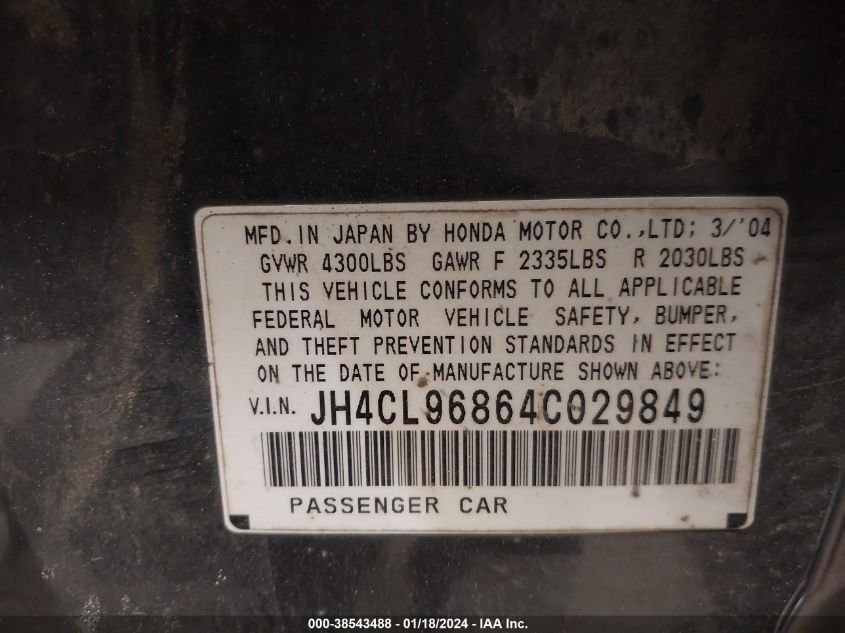 MFD. IN JAPAN BY HONDA MOTOR CO.,LTD; 3/'04
GVWR 4300LBS GAWR F 2335LBS R 2030LBS
THIS VEHICLE CONFORMS TO ALL APPLICABLE
FEDERAL MOTOR VEHICLE SAFETY, BUMPER,
AND THEFT PREVENTION STANDARDS IN EFFECT
ON THE DATE OF MANUFACTURE SHOWN ABOVE:
V.I.N. JH4CL96864C029849
PASSENGER CAR
000-38543488 - 01/18/2024 - IAA Inc.